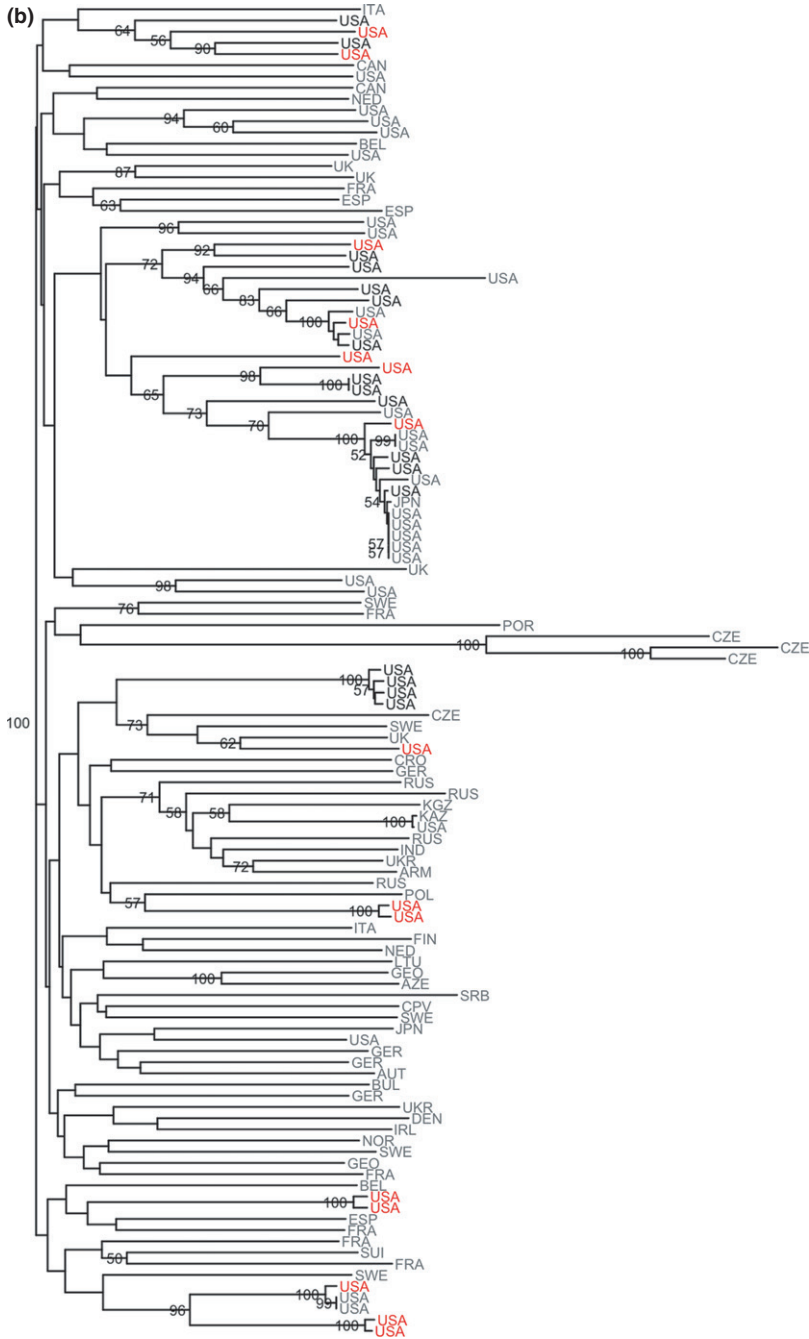 (b)
ITA
USA
64
USA
56
USA
90
USA
CAN
USA
CAN
NED
USA
94
USA
60
USA
BEL
USA
UK
87
UK
FRA
ESP
63
ESP
USA
96
USA
USA
92
USA
72
USA
94
USA
66
USA
83
USA
66
USA
100
USA
USA
USA
USA
USA
98
USA
100
USA
65
USA
73
USA
70
USA
100
USA
99
USA
52
USA
USA
USA
USA
54
JPN
USA
USA
USA
57
USA
57
USA
UK
USA
98
USA
SWE
76
FRA
POR
CZE
100
CZE
100
CZE
USA
100
USA
57
USA
USA
100
CZE
73
SWE
UK
62
USA
CRO
GER
RUS
71
RUS
58
KGZ
58
KAZ
100
USA
RUS
IND
UKR
72
ARM
RUS
POL
57
USA
100
USA
ITA
FIN
NED
LTU
GEO
100
AZE
SRB
CPV
SWE
JPN
USA
GER
GER
AUT
BUL
GER
UKR
DEN
IRL
NOR
SWE
GEO
FRA
BEL
USA
100
USA
ESP
FRA
FRA
SUI
50
FRA
SWE
USA
100
USA
99
USA
96
USA
100
USA